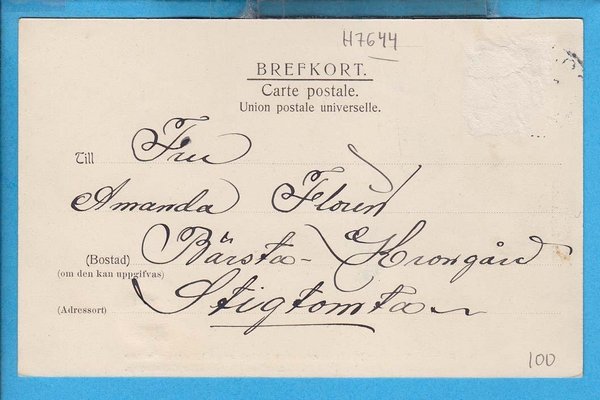 H7644
BREFKORT.
Carte postale.
Union postale universelle.
Till Fru
Amanda Floren
(Bostad) Bärsta- Krongård
(om den kan uppgifvas)
(Adressort) Stigtomta
100